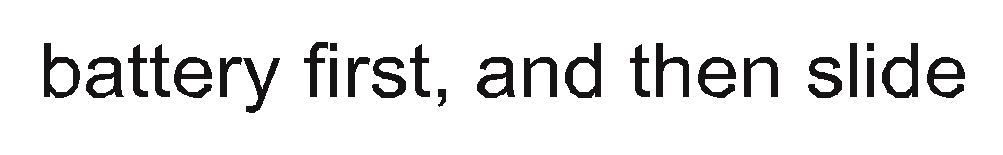 battery first, and then slide